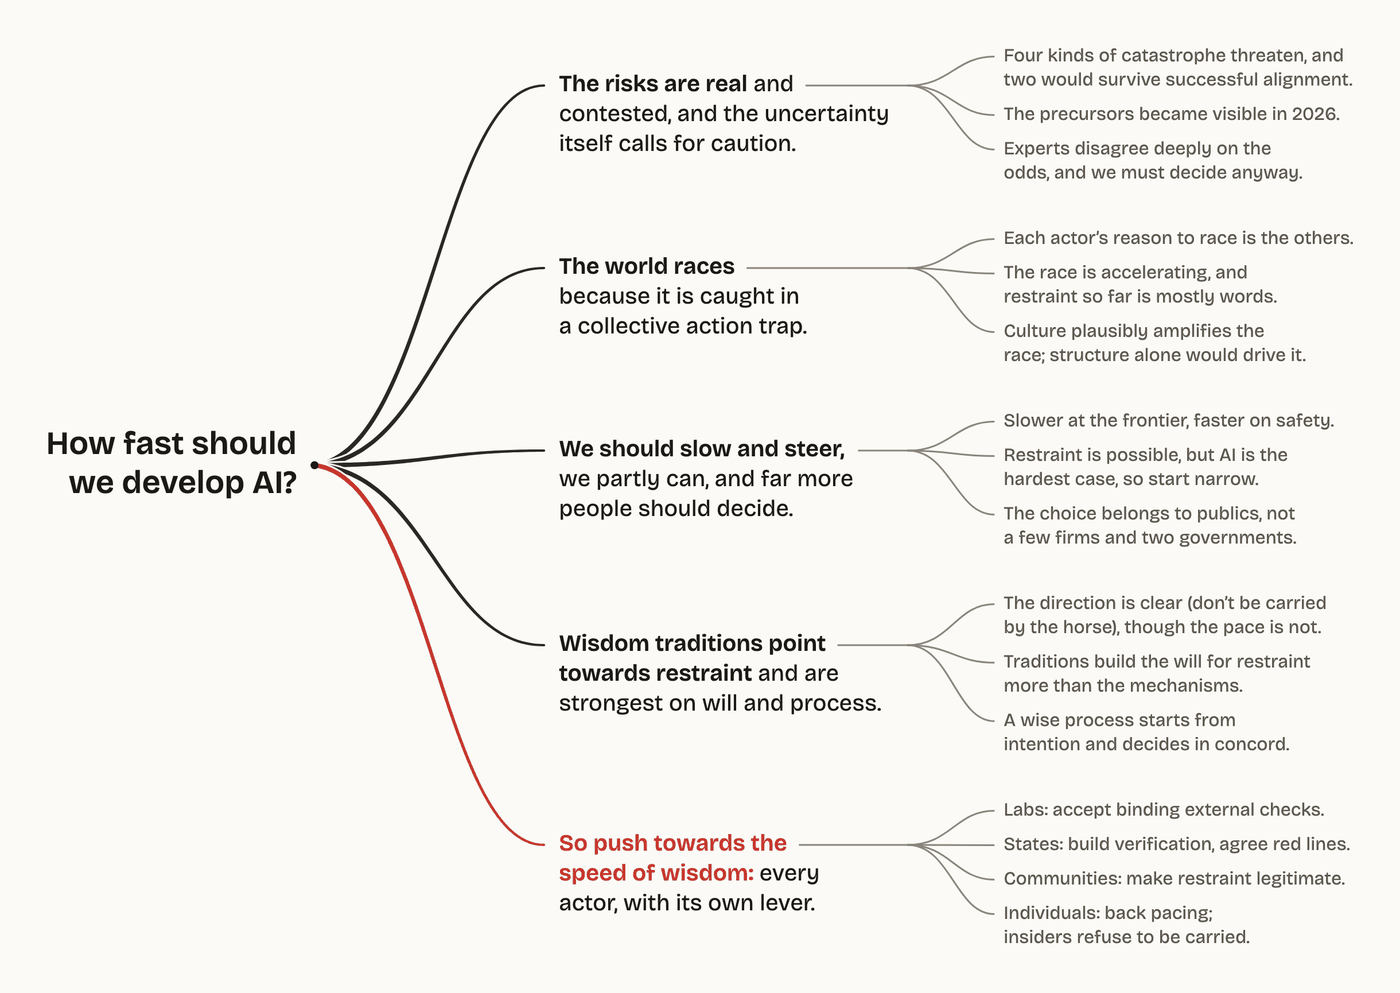 How fast should
we develop AI?
The risks are real and
contested, and the uncertainty
itself calls for caution.
Four kinds of catastrophe threaten, and
two would survive successful alignment.
The precursors became visible in 2026.
Experts disagree deeply on the
odds, and we must decide anyway.
The world races
because it is caught in
a collective action trap.
Each actor’s reason to race is the others.
The race is accelerating, and
restraint so far is mostly words.
Culture plausibly amplifies the
race; structure alone would drive it.
We should slow and steer,
we partly can, and far more
people should decide.
Slower at the frontier, faster on safety.
Restraint is possible, but AI is the
hardest case, so start narrow.
The choice belongs to publics, not
a few firms and two governments.
Wisdom traditions point
towards restraint and are
strongest on will and process.
The direction is clear (don’t be carried
by the horse), though the pace is not.
Traditions build the will for restraint
more than the mechanisms.
A wise process starts from
intention and decides in concord.
So push towards the
speed of wisdom: every
actor, with its own lever.
Labs: accept binding external checks.
States: build verification, agree red lines.
Communities: make restraint legitimate.
Individuals: back pacing;
insiders refuse to be carried.